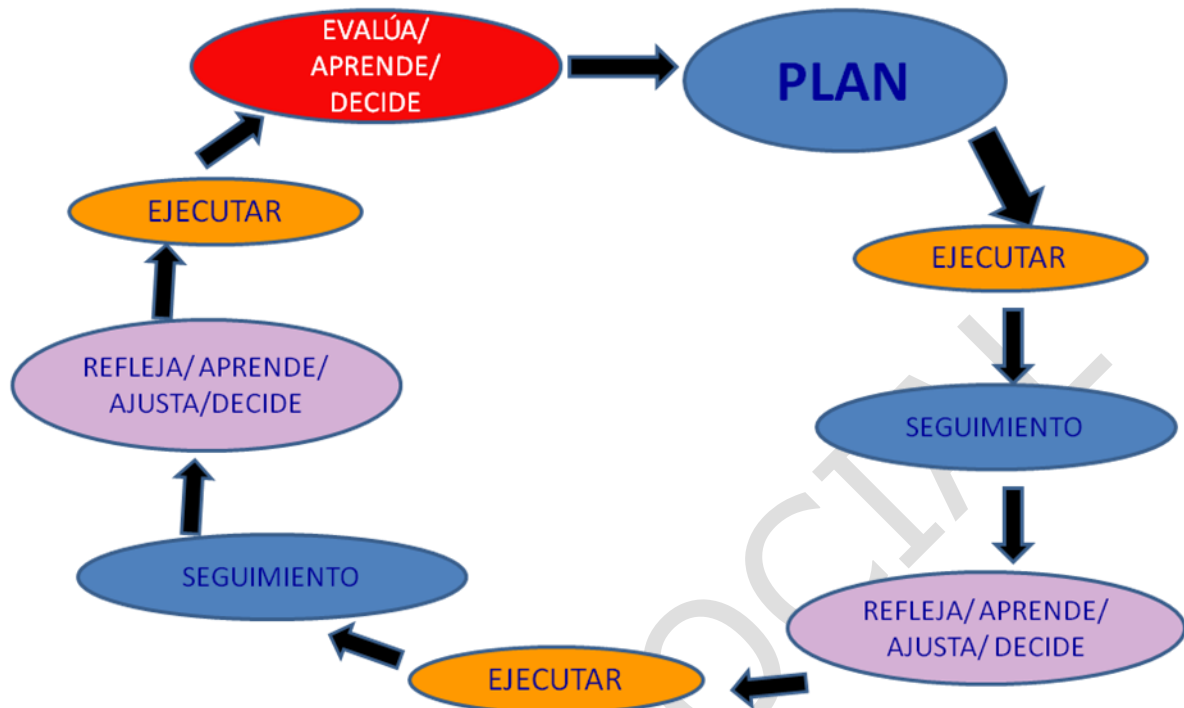 EVALÚA/
APRENDE/
DECIDE
PLAN
EJECUTAR
SEGUIMIENTO
REFLEJA/ APRENDE/
AJUSTA/ DECIDE
EJECUTAR
SEGUIMIENTO
REFLEJA/ APRENDE/
AJUSTA/DECIDE
EJECUTAR